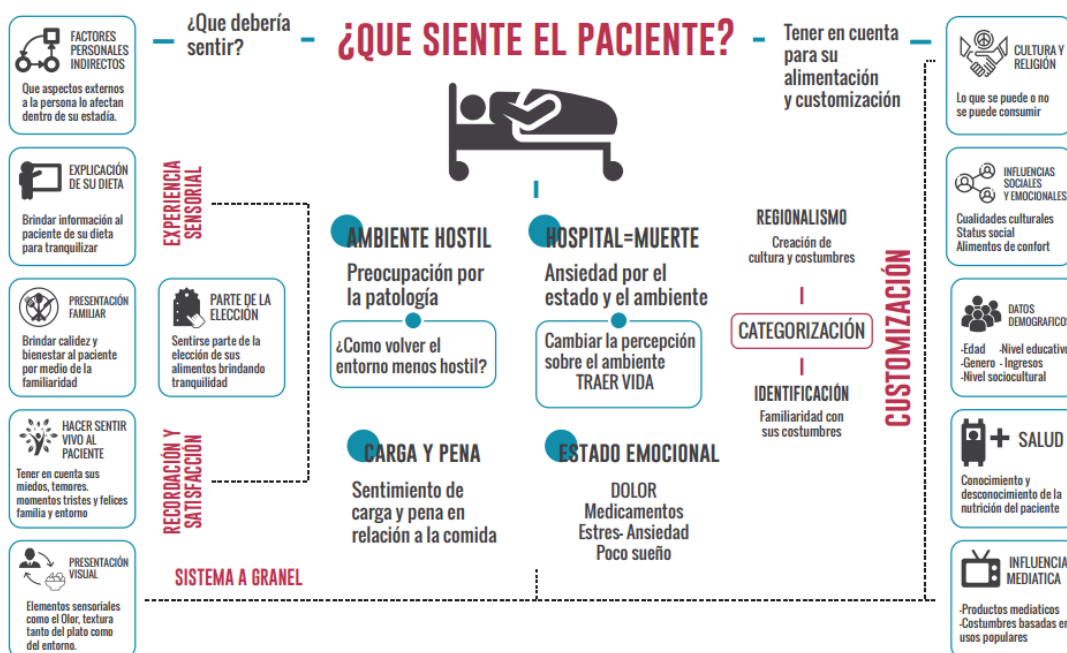 ¿QUE SIENTE EL PACIENTE?
¿Que debería
sentir?
Tener en cuenta
para su
alimentación
y customización
FACTORES
PERSONALES
INDIRECTOS
Que aspectos externos
a la persona lo afectan
dentro de su estadía.
EXPLICACIÓN
DE SU DIETA
Brindar información al
paciente de su dieta
para tranquilizar
PRESENTACIÓN
FAMILIAR
Brindar calidez y
bienestar al paciente
por medio de la
familiaridad
PARTE DE LA
ELECCIÓN
Sentirse parte de la
elección de sus
alimentos brindando
tranquilidad
HACER SENTIR
VIVO AL
PACIENTE
Tener en cuenta sus
miedos, temores.
momentos tristes y felices
familia y entorno
PRESENTACIÓN
VISUAL
Elementos sensoriales
como el Olor, textura
tanto del plato como
del entorno.
EXPERIENCIA
SENSORIAL
RECORDACIÓN Y
SATISFACCIÓN
SISTEMA A GRANEL
AMBIENTE HOSTIL
Preocupación por
la patología
¿Como volver el
entorno menos hostil?
HOSPITAL=MUERTE
Ansiedad por el
estado y el ambiente
Cambiar la percepción
sobre el ambiente
TRAER VIDA
CARGA Y PENA
Sentimiento de
carga y pena en
relación a la comida
ESTADO EMOCIONAL
DOLOR
Medicamentos
Estres- Ansiedad
Poco sueño
REGIONALISMO
Creación de
cultura y costumbres
CATEGORIZACIÓN
IDENTIFICACIÓN
Familiaridad con
sus costumbres
CUSTOMIZACIÓN
CULTURA Y
RELIGIÓN
Lo que se puede o no
se puede consumir
INFLUENCIAS
SOCIALES
Y EMOCIONALES
Cualidades culturales
Status social
Alimentos de confort
DATOS
DEMOGRAFICOS
-Edad -Nivel educativo
-Genero - Ingresos
-Nivel sociocultural
+ SALUD
Conocimiento y
desconocimiento de la
nutrición del paciente
INFLUENCIA
MEDIATICA
-Productos mediaticos
-Costumbres basadas en
usos populares